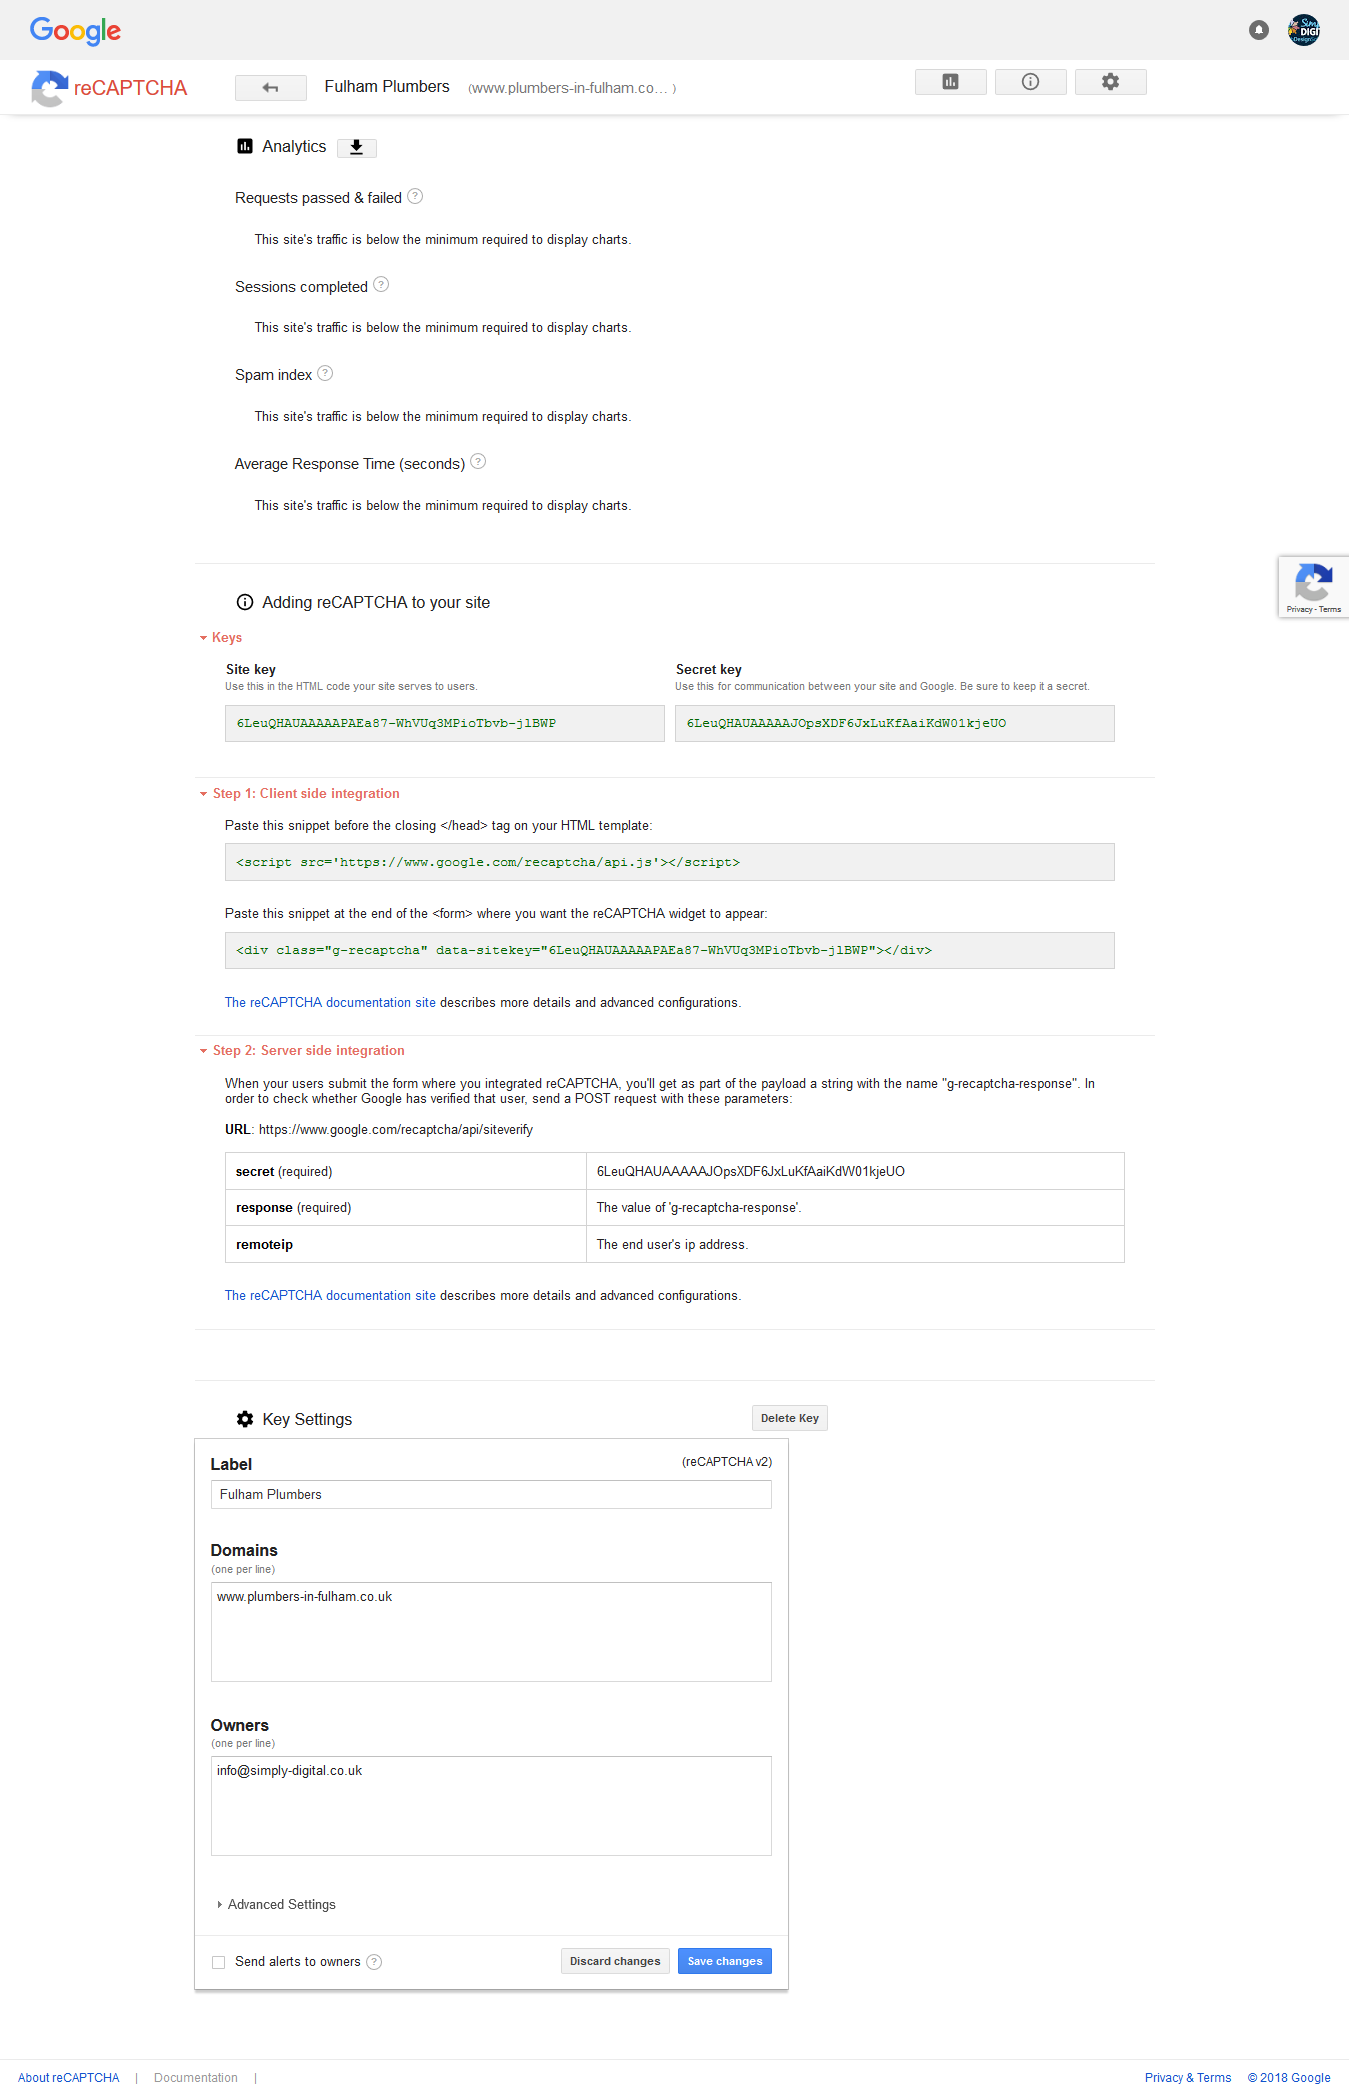 Google
Simply
DIGI
Design
reCAPTCHA
Fulham Plumbers (www.plumbers-in-fulham.co... )
Analytics
Requests passed & failed ?
This site's traffic is below the minimum required to display charts.
Sessions completed ?
This site's traffic is below the minimum required to display charts.
Spam index ?
This site's traffic is below the minimum required to display charts.
Average Response Time (seconds) ?
This site's traffic is below the minimum required to display charts.
Privacy - Terms
Adding reCAPTCHA to your site
Keys
Site key
Use this in the HTML code your site serves to users.
6LeuQHAUAAAAAPAEa87-WhVUq3MPioTbvb-jlBWP
Secret key
Use this for communication between your site and Google. Be sure to keep it a secret.
6LeuQHAUAAAAAJOpsXDF6JxLuKfAaiKdW01kjeUO
Step 1: Client side integration
Paste this snippet before the closing </head> tag on your HTML template:
<script src='https://www.google.com/recaptcha/api.js'></script>
Paste this snippet at the end of the <form> where you want the reCAPTCHA widget to appear:
<div class="g-recaptcha" data-sitekey="6LeuQHAUAAAAAPAEa87-WhVUq3MPioTbvb-jlBWP"></div>
The reCAPTCHA documentation site describes more details and advanced configurations.
Step 2: Server side integration
When your users submit the form where you integrated reCAPTCHA, you'll get as part of the payload a string with the name "g-recaptcha-response". In
order to check whether Google has verified that user, send a POST request with these parameters:
URL: https://www.google.com/recaptcha/api/siteverify
secret (required) 6LeuQHAUAAAAAJOpsXDF6JxLuKfAaiKdW01kjeUO
response (required) The value of 'g-recaptcha-response'.
remoteip The end user's ip address.
The reCAPTCHA documentation site describes more details and advanced configurations.
Key Settings
Delete Key
Label (reCAPTCHA v2)
Fulham Plumbers
Domains
(one per line)
www.plumbers-in-fulham.co.uk
Owners
(one per line)
info@simply-digital.co.uk
Advanced Settings
Send alerts to owners ? Discard changes Save changes
About reCAPTCHA | Documentation | Privacy & Terms © 2018 Google